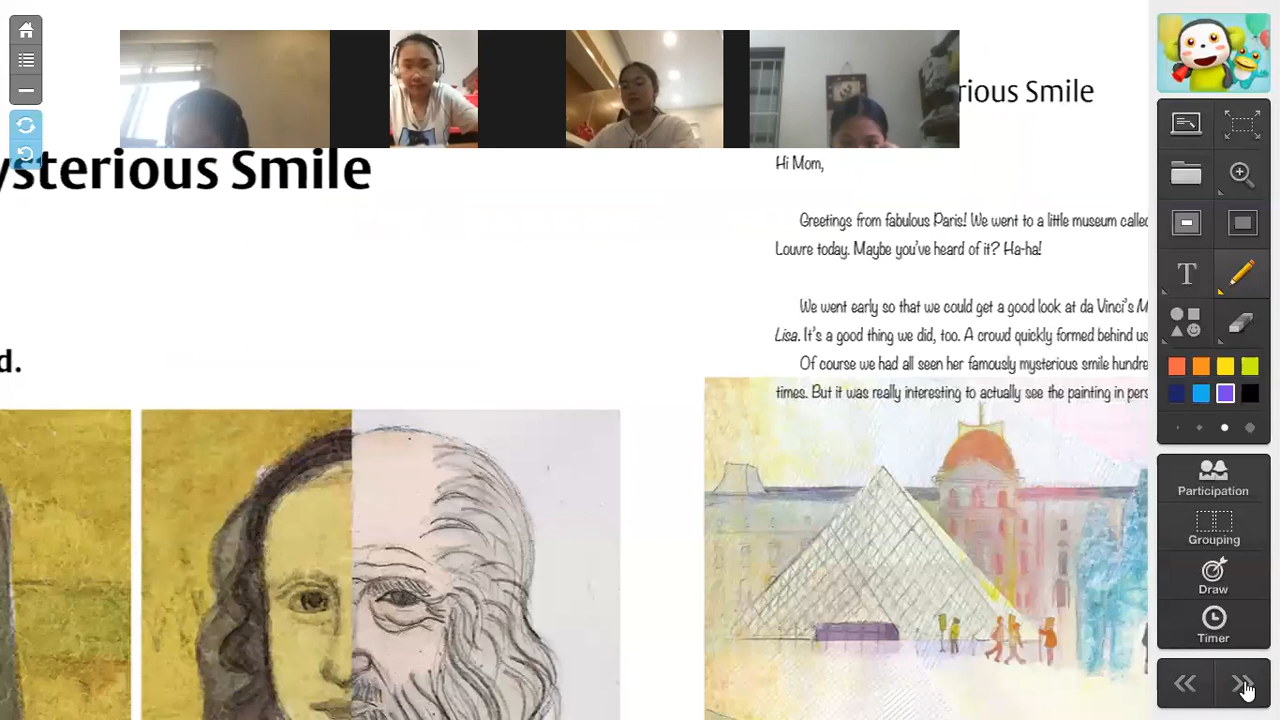 ysterious Smile
d.
rious Smile
Hi Mom,
Greetings from fabulous Paris! We went to a little museum called
Louvre today. Maybe you've heard of it? Ha-ha!
We went early so that we could get a good look at da Vinci's M
Lisa. It's a good thing we did, too. A crowd quickly formed behind us
Of course we had all seen her famously mysterious smile hundre
times. But it was really interesting to actually see the painting in pers
T
Participation
Grouping
Draw
Timer